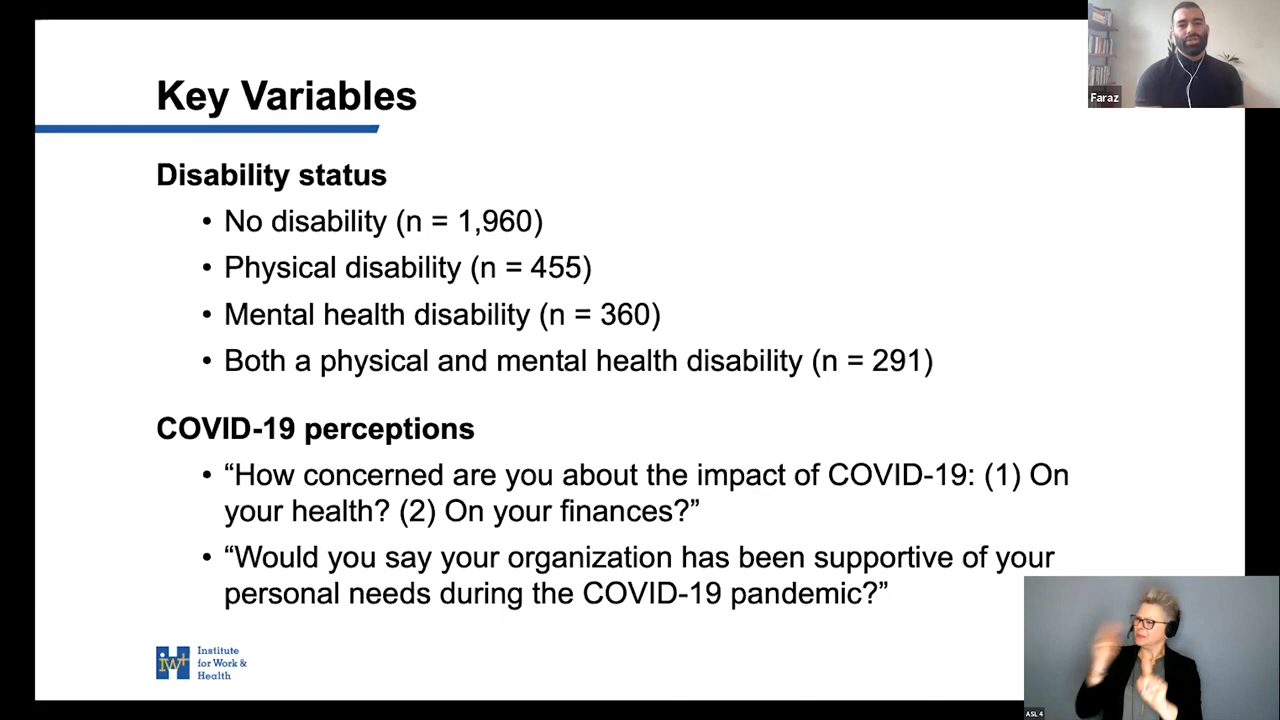 Key Variables
Disability status
• No disability (n = 1,960)
• Physical disability (n = 455)
• Mental health disability (n = 360)
• Both a physical and mental health disability (n = 291)
COVID-19 perceptions
• “How concerned are you about the impact of COVID-19: (1) On
your health? (2) On your finances?”
• “Would you say your organization has been supportive of your
personal needs during the COVID-19 pandemic?”
iwh
Institute
for Work &
Health
Faraz
ASL 4